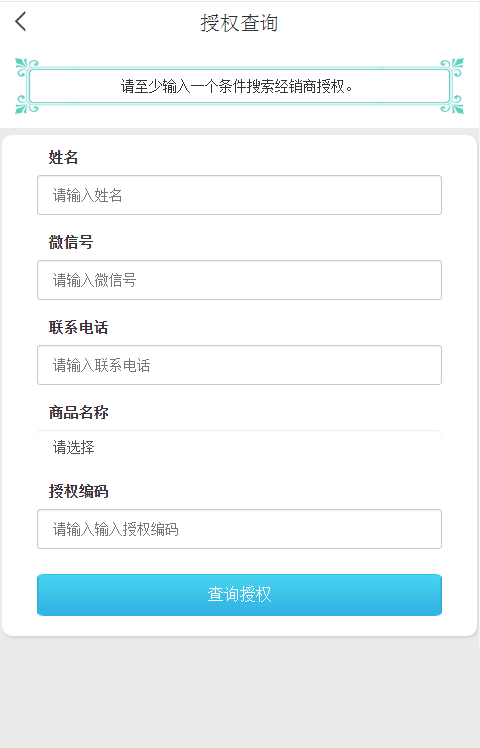 授权查询
请至少输入一个条件搜索经销商授权。
姓名
请输入姓名
微信号
请输入微信号
联系电话
请输入联系电话
商品名称
请选择
授权编码
请输入输入授权编码
查询授权